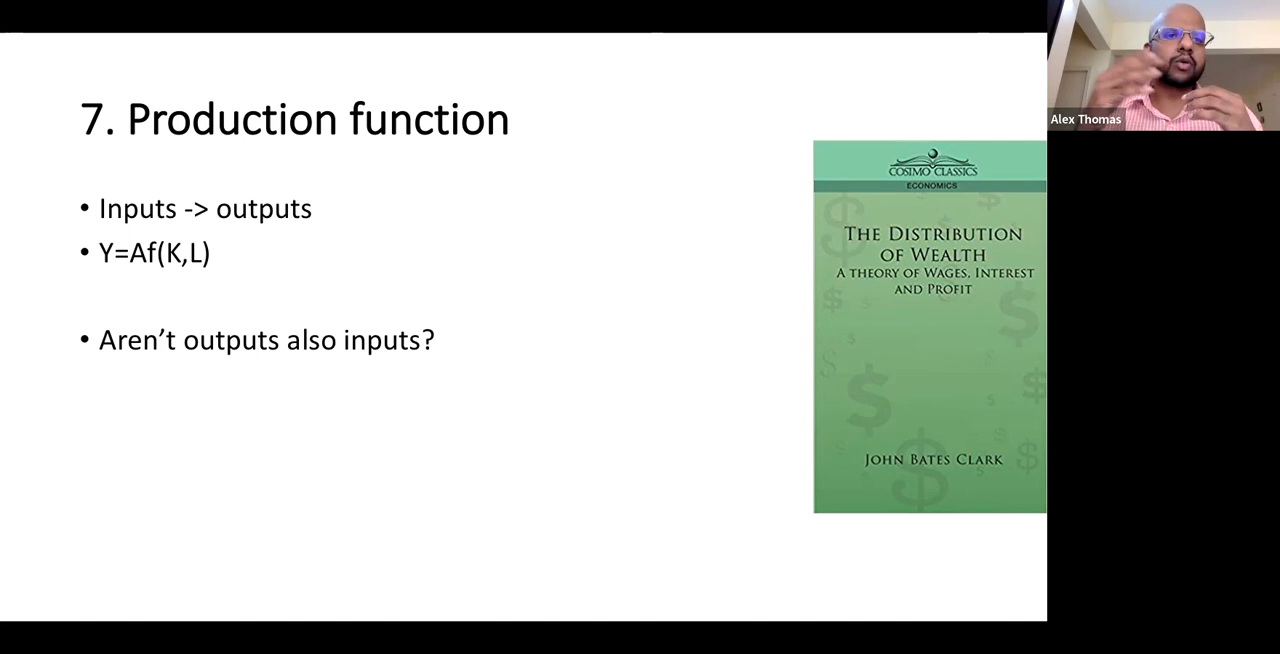 7. Production function
• Inputs -> outputs
• Y=Af(K,L)
• Aren’t outputs also inputs?
COSIMO CLASSICS
ECONOMICS
THE DISTRIBUTION
OF WEALTH
A THEORY OF WAGES, INTEREST
AND PROFIT
JOHN BATES CLARK
Alex Thomas